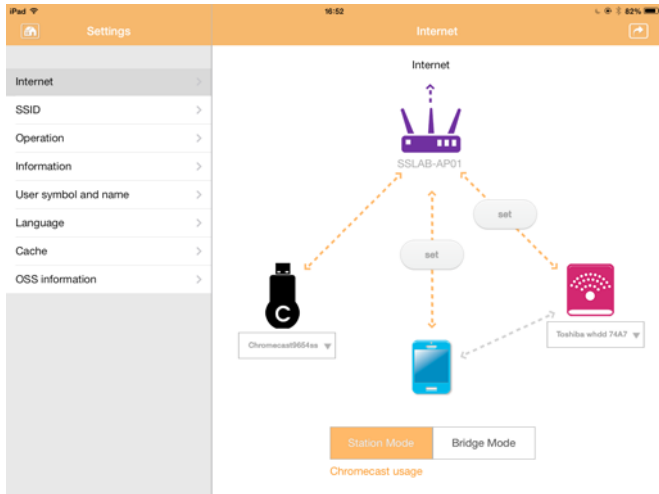 iPad 16:52 82%
Settings
Internet
Internet
SSID
Operation
Information
User symbol and name
Language
Cache
OSS information
Internet
SSLAB-AP01
set
set
C
Chromecast9654ss
Toshiba whdd 74A7
Station Mode
Bridge Mode
Chromecast usage